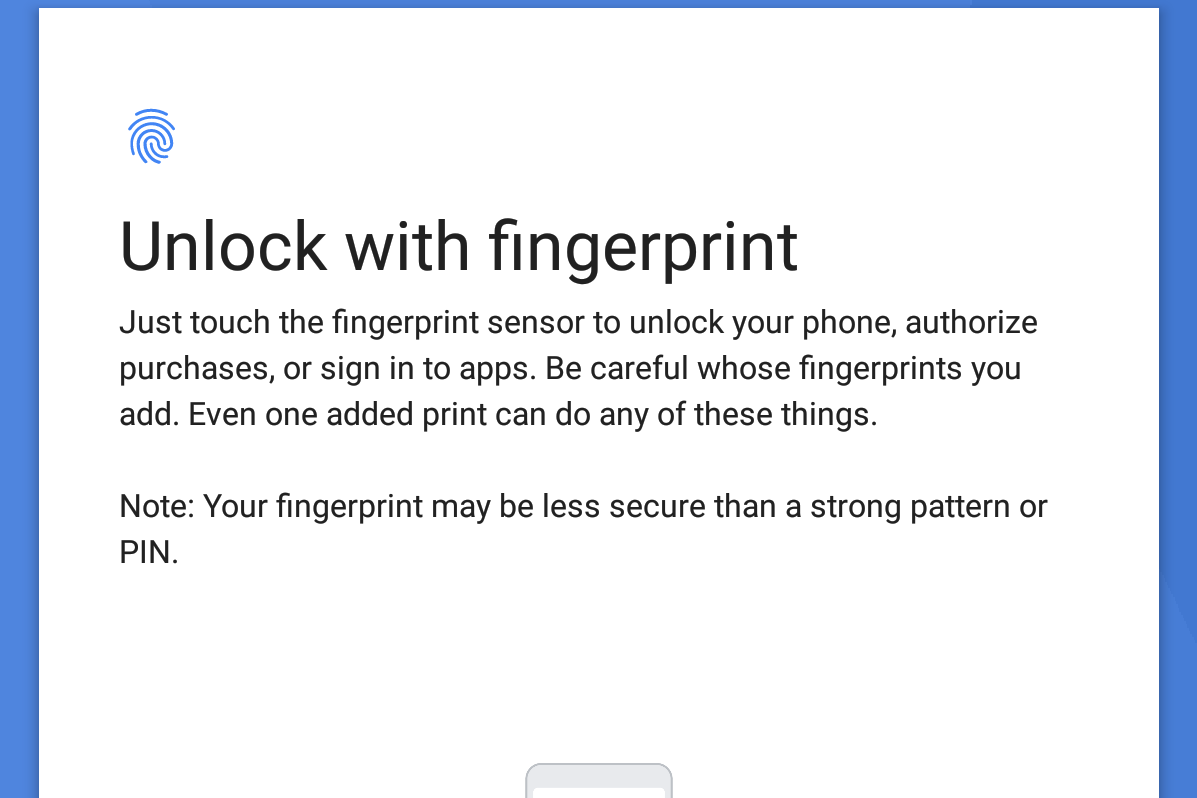 Unlock with fingerprint
Just touch the fingerprint sensor to unlock your phone, authorize
purchases, or sign in to apps. Be careful whose fingerprints you
add. Even one added print can do any of these things.
Note: Your fingerprint may be less secure than a strong pattern or
PIN.